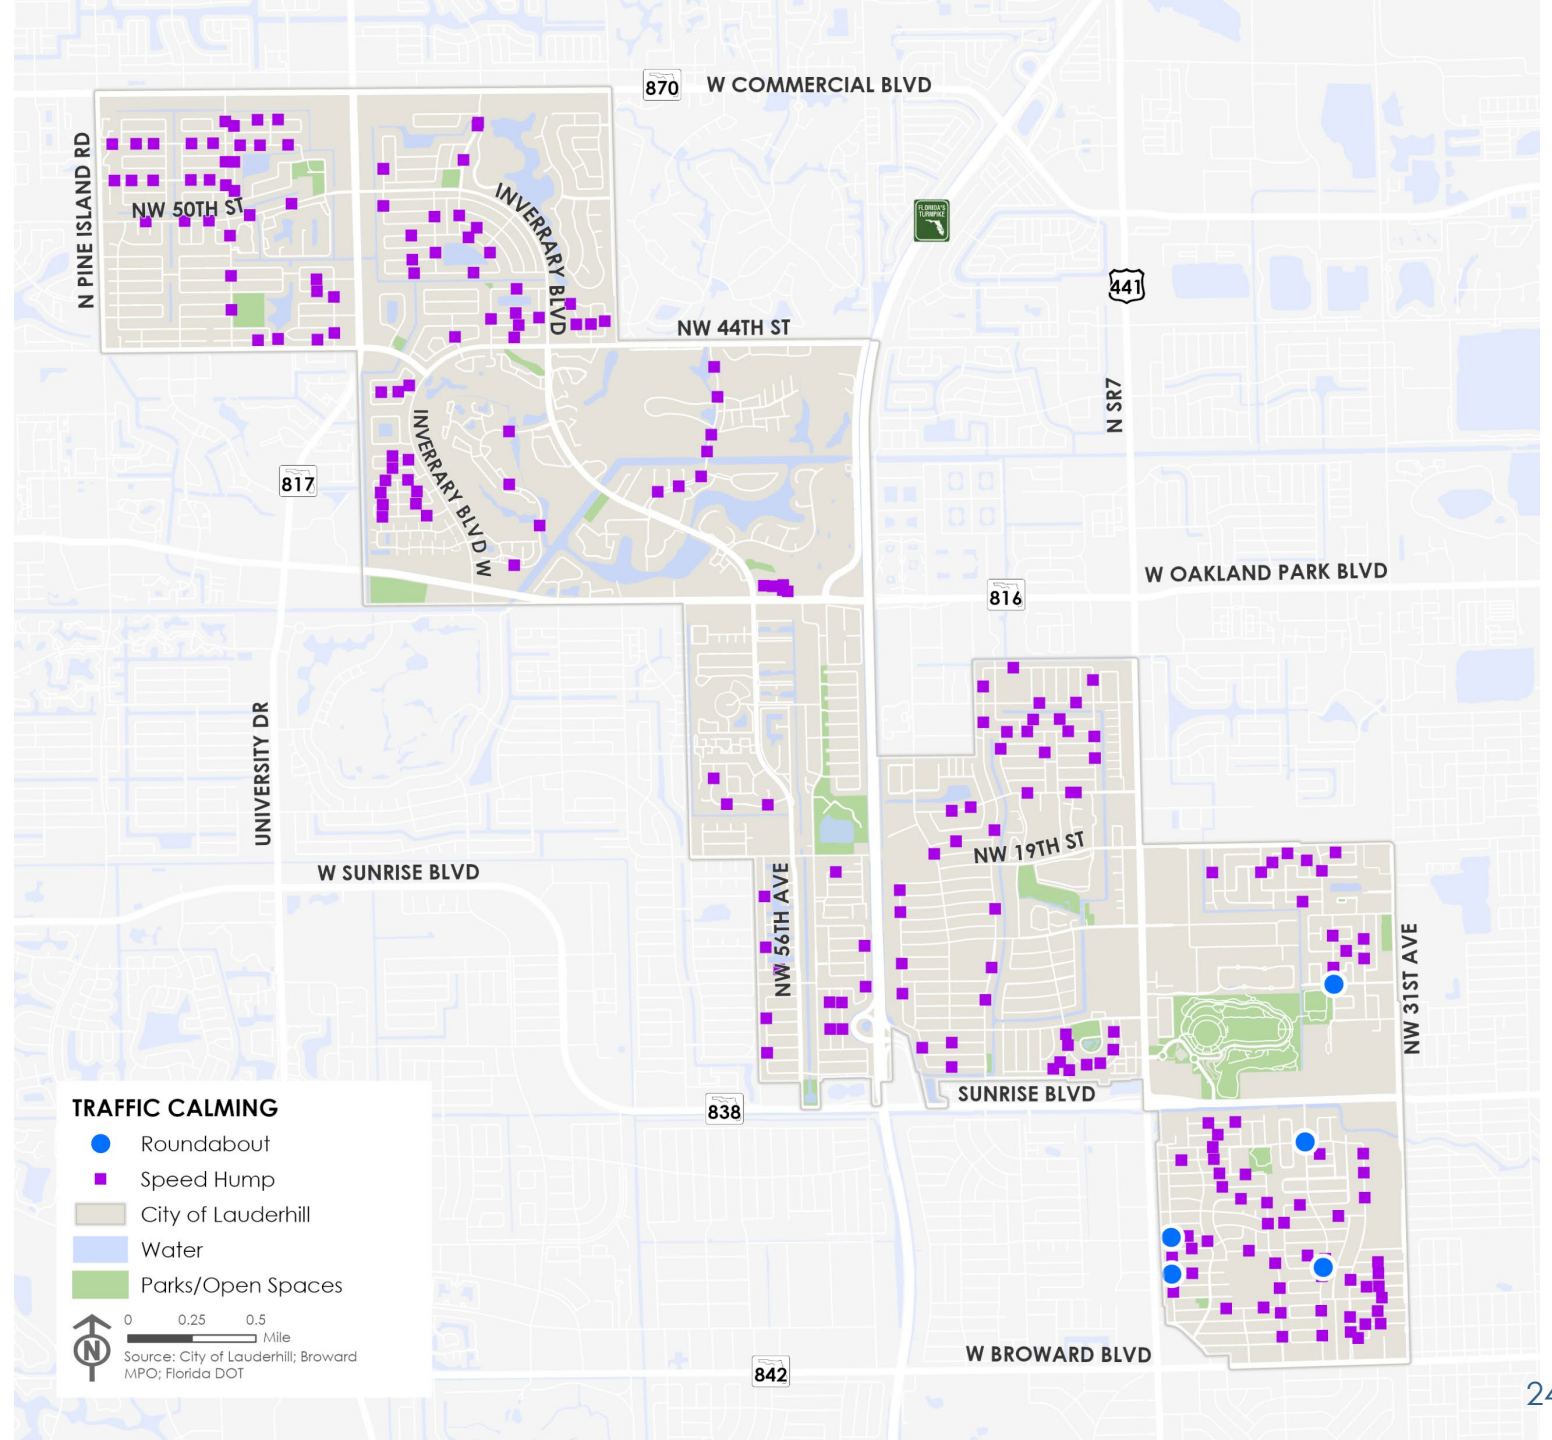 870
W COMMERCIAL BLVD
N PINE ISLAND RD
NW 50TH ST
INVERRARY BLVD
FLORIDA'S
TURNPIKE
441
NW 44TH ST
N SR7
INVERRARY BLVD W
817
W OAKLAND PARK BLVD
816
UNIVERSITY DR
NW 19TH ST
W SUNRISE BLVD
NW 56TH AVE
NW 31ST AVE
SUNRISE BLVD
838
TRAFFIC CALMING
Roundabout
Speed Hump
City of Lauderhill
Water
Parks/Open Spaces
0 0.25 0.5
Mile
N
Source: City of Lauderhill; Broward
MPO; Florida DOT
W BROWARD BLVD
842
24